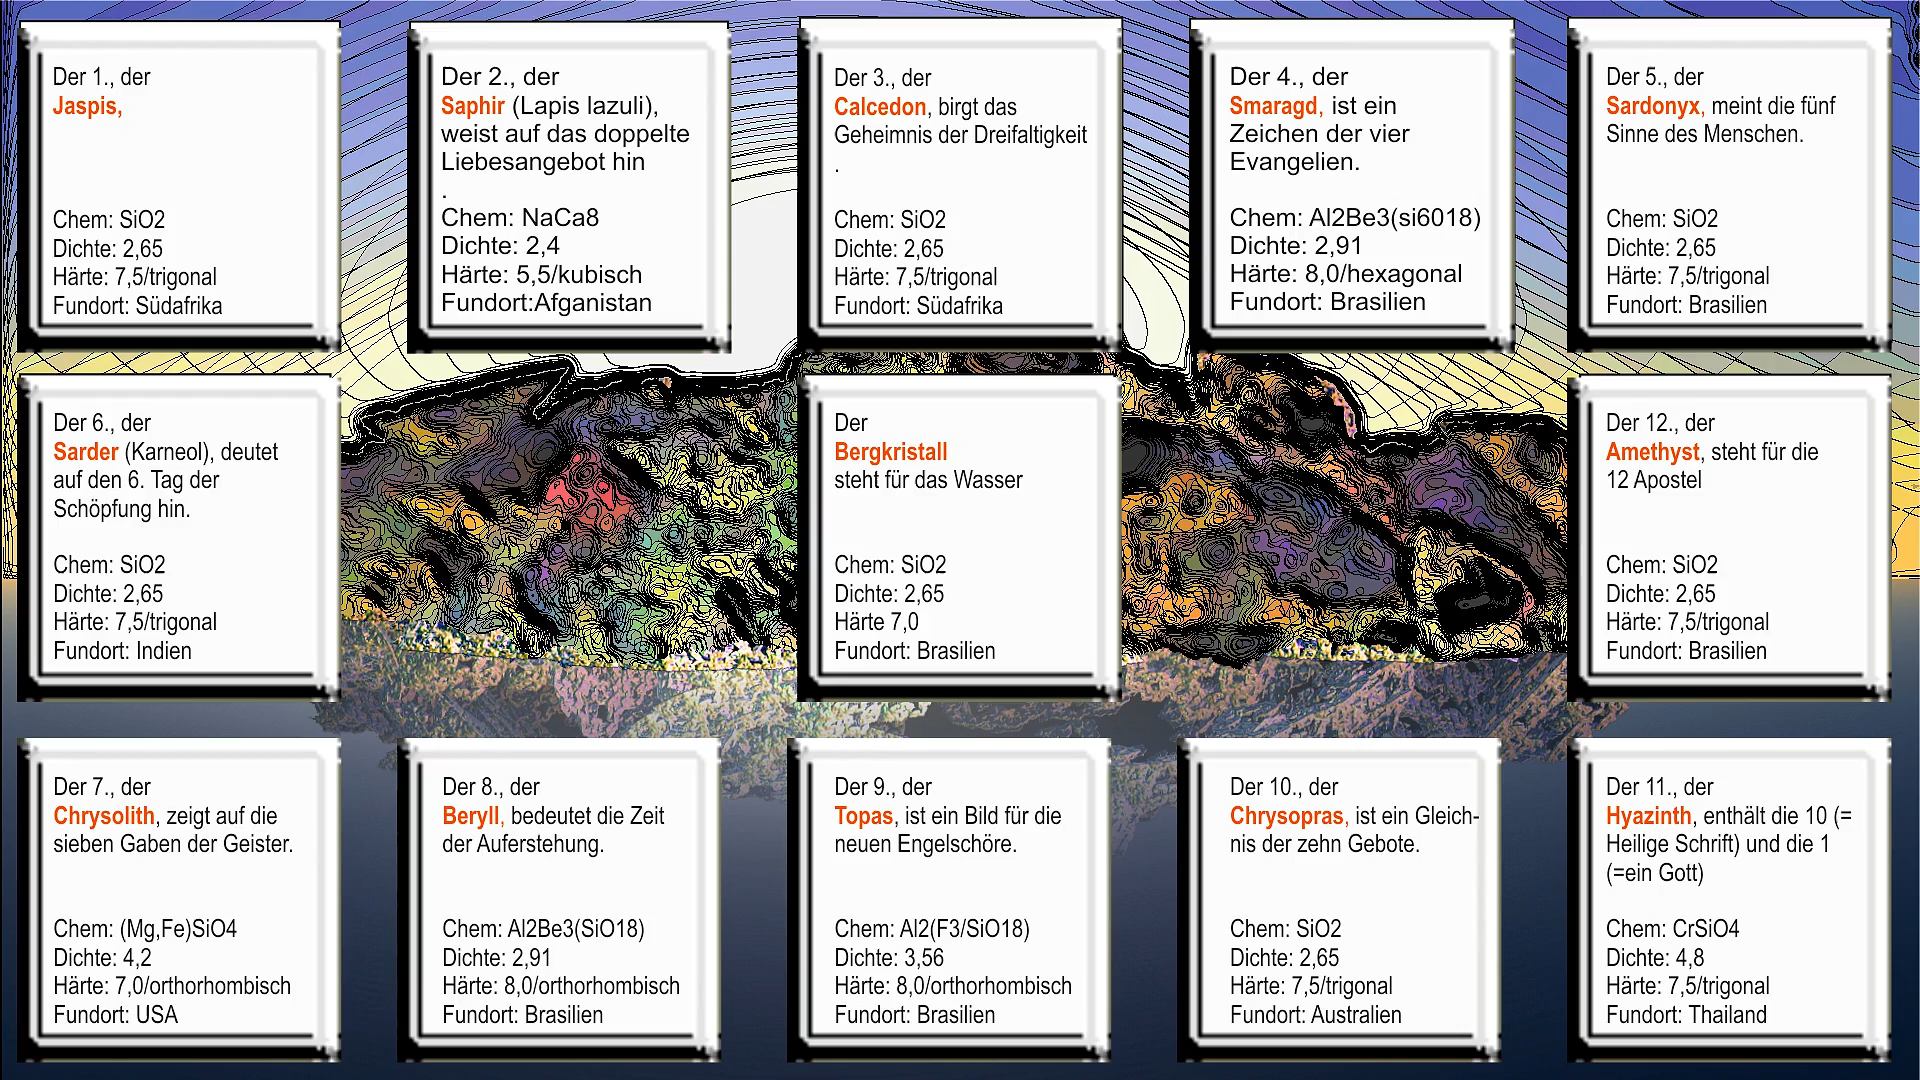 Der 1., der
Jaspis,
Chem: SiO2
Dichte: 2,65
Härte: 7,5/trigonal
Fundort: Südafrika
Der 2., der
Saphir (Lapis lazuli),
weist auf das doppelte
Liebesangebot hin
.
Chem: NaCa8
Dichte: 2,4
Härte: 5,5/kubisch
Fundort:Afganistan
Der 3., der
Calcedon, birgt das
Geheimnis der Dreifaltigkeit
.
Chem: SiO2
Dichte: 2,65
Härte: 7,5/trigonal
Fundort: Südafrika
Der 4., der
Smaragd, ist ein
Zeichen der vier
Evangelien.
Chem: Al2Be3(si6018)
Dichte: 2,91
Härte: 8,0/hexagonal
Fundort: Brasilien
Der 5., der
Sardonyx, meint die fünf
Sinne des Menschen.
Chem: SiO2
Dichte: 2,65
Härte: 7,5/trigonal
Fundort: Brasilien
Der 6., der
Sarder (Karneol), deutet
auf den 6. Tag der
Schöpfung hin.
Chem: SiO2
Dichte: 2,65
Härte: 7,5/trigonal
Fundort: Indien
Der
Bergkristall
steht für das Wasser
Chem: SiO2
Dichte: 2,65
Härte 7,0
Fundort: Brasilien
Der 12., der
Amethyst, steht für die
12 Apostel
Chem: SiO2
Dichte: 2,65
Härte: 7,5/trigonal
Fundort: Brasilien
Der 7., der
Chrysolith, zeigt auf die
sieben Gaben der Geister.
Chem: (Mg,Fe)SiO4
Dichte: 4,2
Härte: 7,0/orthorhombisch
Fundort: USA
Der 8., der
Beryll, bedeutet die Zeit
der Auferstehung.
Chem: Al2Be3(SiO18)
Dichte: 2,91
Härte: 8,0/orthorhombisch
Fundort: Brasilien
Der 9., der
Topas, ist ein Bild für die
neuen Engelschöre.
Chem: Al2(F3/SiO18)
Dichte: 3,56
Härte: 8,0/orthorhombisch
Fundort: Brasilien
Der 10., der
Chrysopras, ist ein Gleich-
nis der zehn Gebote.
Chem: SiO2
Dichte: 2,65
Härte: 7,5/trigonal
Fundort: Australien
Der 11., der
Hyazinth, enthält die 10 (=
Heilige Schrift) und die 1
(=ein Gott)
Chem: CrSiO4
Dichte: 4,8
Härte: 7,5/trigonal
Fundort: Thailand